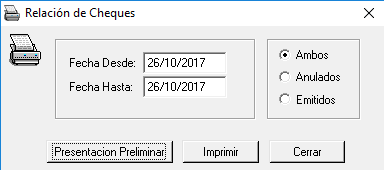 Relación de Cheques
Fecha Desde: 26/10/2017
Fecha Hasta: 26/10/2017
Ambos
Anulados
Emitidos
Presentacion Preliminar Imprimir Cerrar